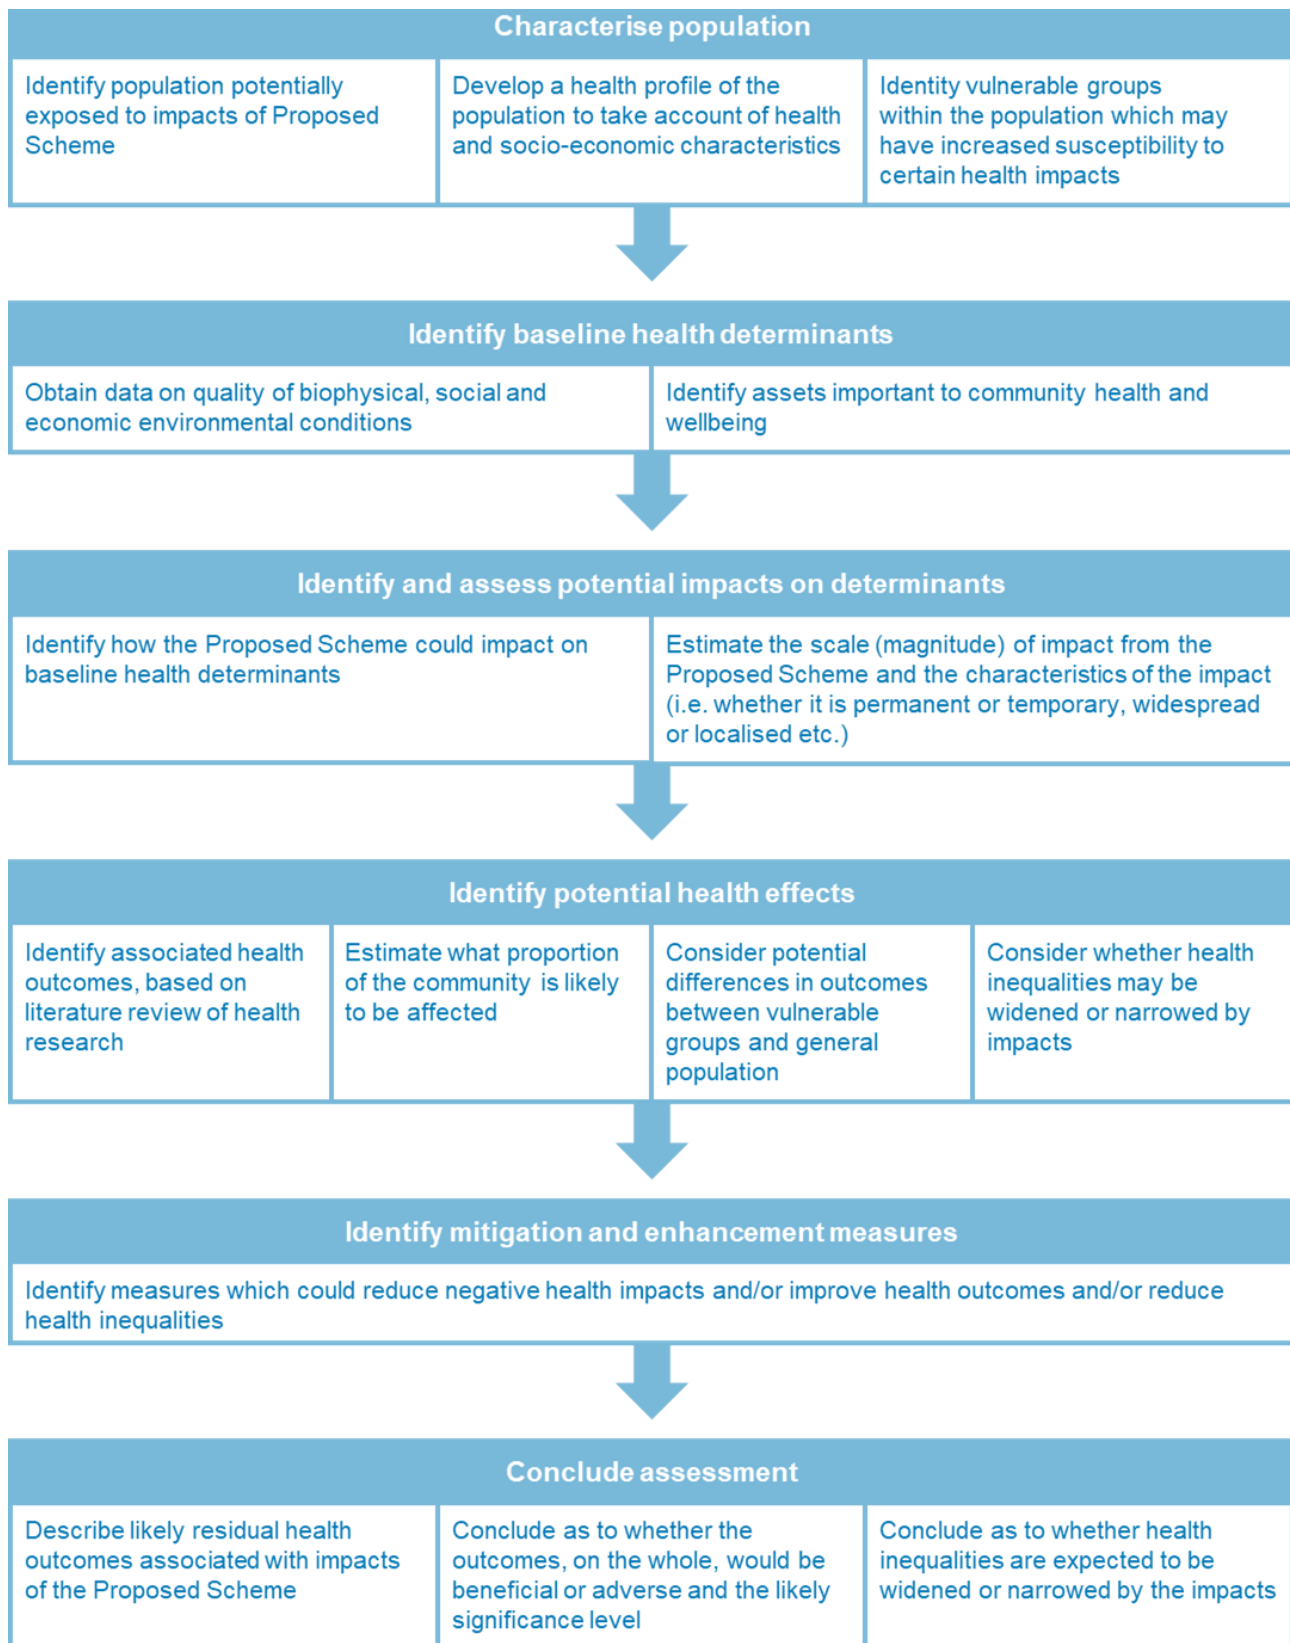 Characterise population
Identify population potentially
exposed to impacts of Proposed
Scheme
Develop a health profile of the
population to take account of health
and socio-economic characteristics
Identity vulnerable groups
within the population which may
have increased susceptibility to
certain health impacts
Identify baseline health determinants
Obtain data on quality of biophysical, social and
economic environmental conditions
Identify assets important to community health and
wellbeing
Identify and assess potential impacts on determinants
Identify how the Proposed Scheme could impact on
baseline health determinants
Estimate the scale (magnitude) of impact from the
Proposed Scheme and the characteristics of the impact
(i.e. whether it is permanent or temporary, widespread
or localised etc.)
Identify potential health effects
Identify associated health
outcomes, based on
literature review of health
research
Estimate what proportion
of the community is likely
to be affected
Consider potential
differences in outcomes
between vulnerable
groups and general
population
Consider whether health
inequalities may be
widened or narrowed by
impacts
Identify mitigation and enhancement measures
Identify measures which could reduce negative health impacts and/or improve health outcomes and/or reduce
health inequalities
Conclude assessment
Describe likely residual health
outcomes associated with impacts
of the Proposed Scheme
Conclude as to whether the
outcomes, on the whole, would be
beneficial or adverse and the likely
significance level
Conclude as to whether health
inequalities are expected to be
widened or narrowed by the impacts